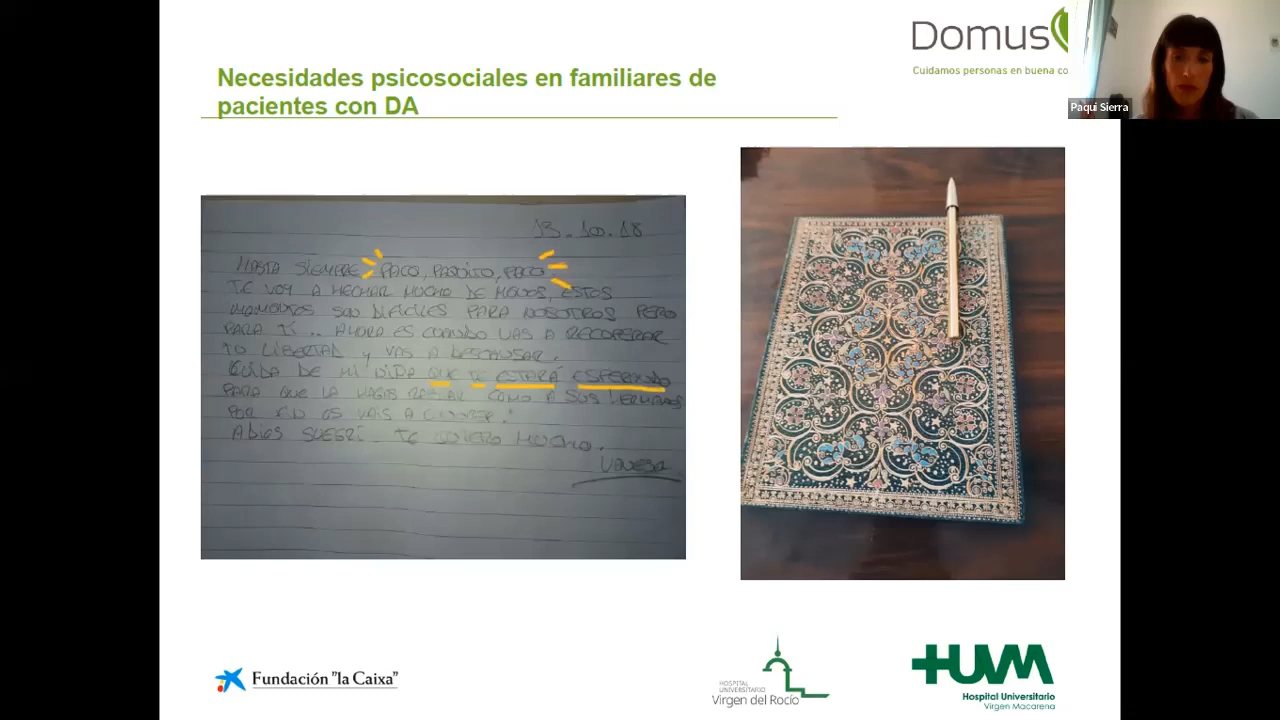 Domus
Cuidamos personas en buena co
Paqui Sierra
Necesidades psicosociales en familiares de
pacientes con DA
13.10.18
HASTA SIEMPRE PACO, PAQUITO, PACO
TE VOY A HECHAR MUCHO DE MENOS, ESTOS
MOMENTOS SON DIFICILES PARA NOSOTROS PERO
PARA TI... AHORA ES CUANDO VAS A RECUPERAR
TU LIBERTAD Y VAS A DESCANSAR.
CUIDA DE MI QUE TE ESTARÁ ESPERANDO
PARA QUE LA HAGAS COMO A SUS HERMANOS
POR FIN OS VAIS A
ADIOS SUEGRI TE QUIERO MUCHO.
VANESA
Fundación "la Caixa"
HOSPITAL
UNIVERSITARIO
Virgen del Rocío
HUVM
Hospital Universitario
Virgen Macarena